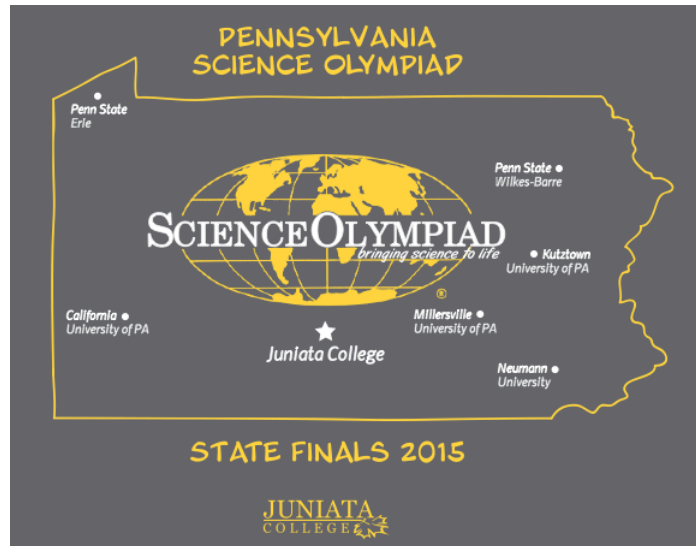 PENNSYLVANIA
SCIENCE OLYMPIAD
Penn State
Erie
Penn State
Wilkes-Barre
SCIENCE OLYMPIAD
bringing science to life
Kutztown
University of PA
®
California
University of PA
Millersville
University of PA
Juniata College
Neumann
University
STATE FINALS 2015
JUNIATA
COLLEGE